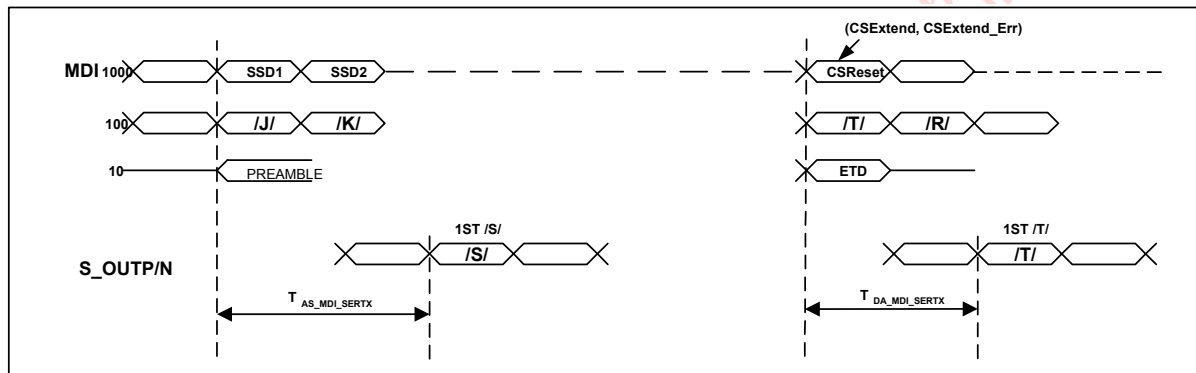 (CSExtend, CSExtend_Err)
MDI 1000 SSD1 SSD2 CSReset
100 /J/ /K/ /T/ /R/
10 PREAMBLE ETD
1ST /S/ 1ST /T/
S_OUTP/N /S/ /T/
T AS_MDI_SERTX T DA_MDI_SERTX